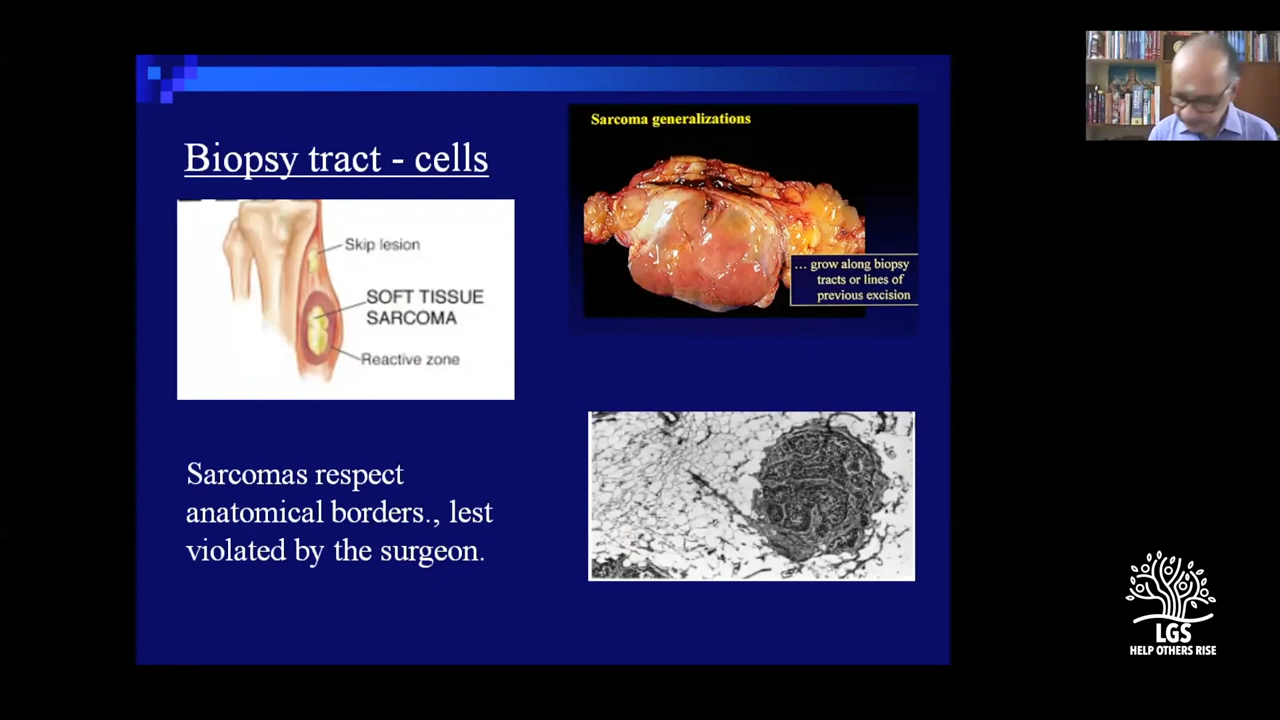 Biopsy tract - cells
Skip lesion
SOFT TISSUE
SARCOMA
Reactive zone
Sarcomas respect
anatomical borders., lest
violated by the surgeon.
Sarcoma generalizations
... grow along biopsy
tracts or lines of
previous excision
LGS
HELP OTHERS RISE